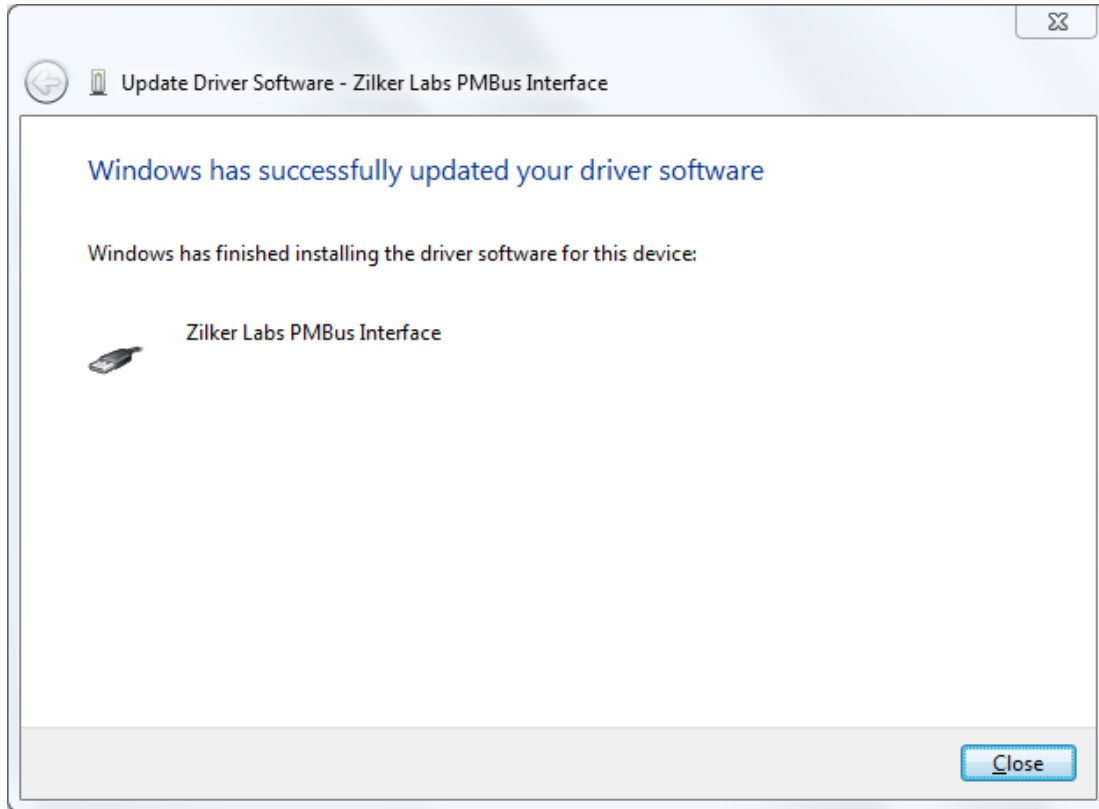 Update Driver Software - Zilker Labs PMBus Interface
Windows has successfully updated your driver software
Windows has finished installing the driver software for this device:
Zilker Labs PMBus Interface
Close